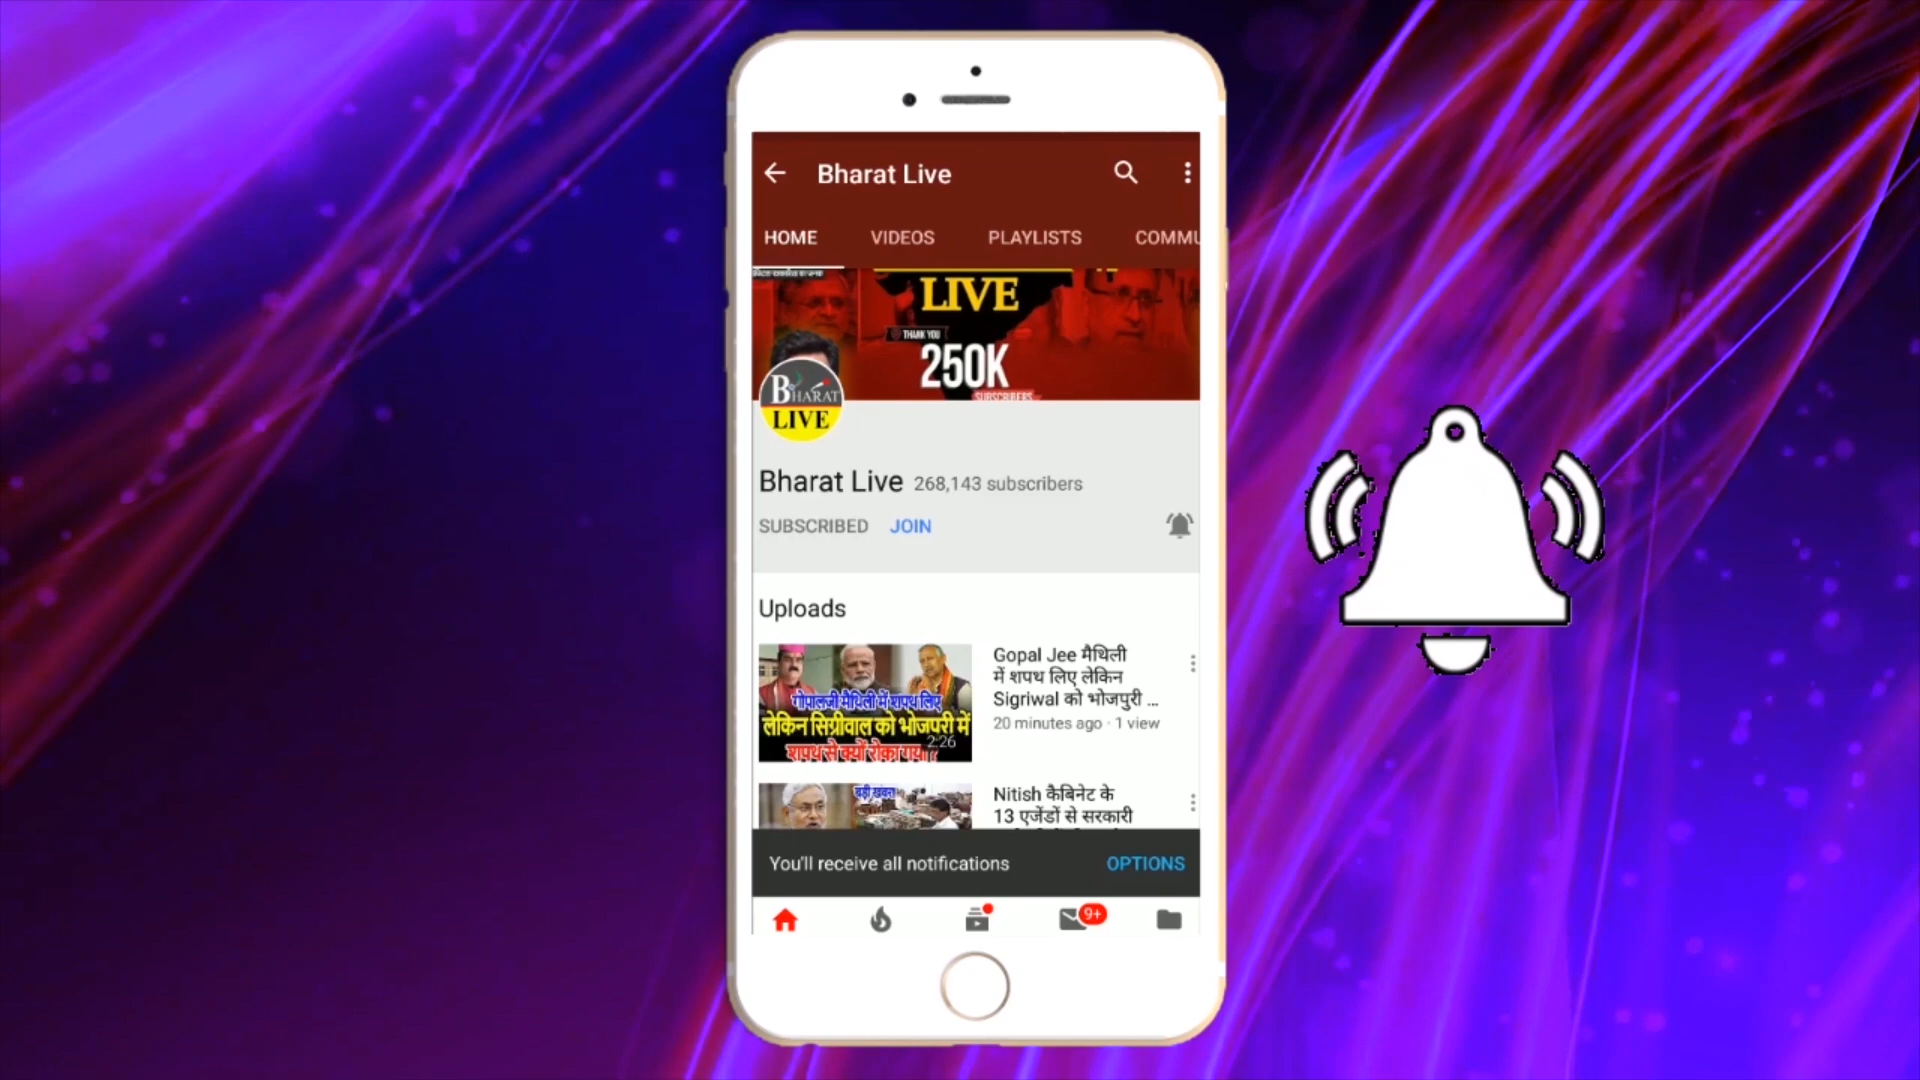 Bharat Live
HOME VIDEOS PLAYLISTS COMMU
LIVE
THANK YOU
250K
SUBSCRIBERS
BHARAT
LIVE
Bharat Live 268,143 subscribers
SUBSCRIBED JOIN
Uploads
गोपालजी मैथिली में शपथ लिए
लेकिन सिग्रीवाल को भोजपुरी में
शपथ से क्यों रोका गया ?
2:26
Gopal Jee मैथिली
में शपथ लिए लेकिन
Sigriwal को भोजपुरी ...
20 minutes ago · 1 view
बड़ी खबर
Nitish कैबिनेट के
13 एजेंडों से सरकारी
You'll receive all notifications OPTIONS
9+